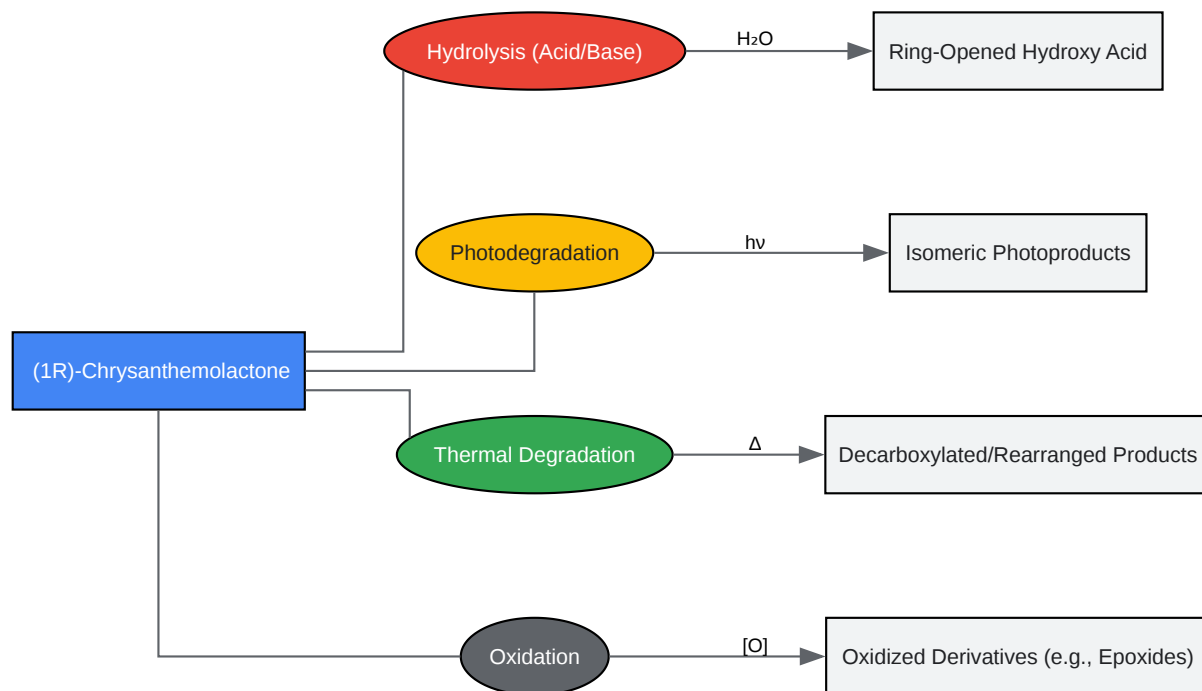 Hydrolysis (Acid/Base)
H₂O
Ring-Opened Hydroxy Acid
Photodegradation
hν
Isomeric Photoproducts
(1R)-Chrysanthemolactone
Thermal Degradation
Δ
Decarboxylated/Rearranged Products
Oxidation
[O]
Oxidized Derivatives (e.g., Epoxides)